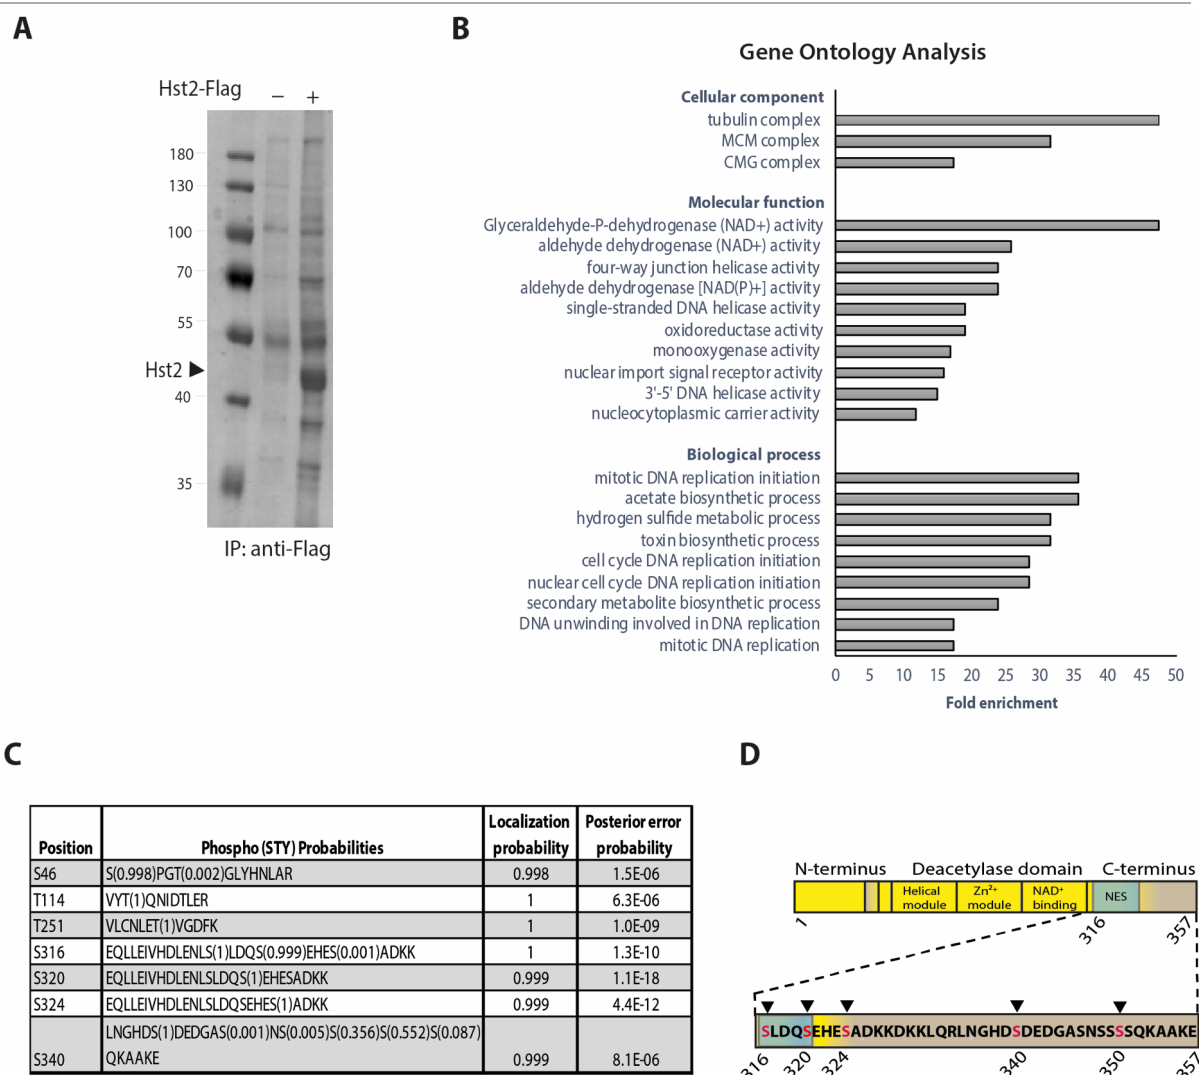 A
Hst2-Flag
− +
180
130
100
70
55
Hst2
40
35
IP: anti-Flag
B
Gene Ontology Analysis
Cellular component
tubulin complex
MCM complex
CMG complex
Molecular function
Glyceraldehyde-P-dehydrogenase (NAD+) activity
aldehyde dehydrogenase (NAD+) activity
four-way junction helicase activity
aldehyde dehydrogenase [NAD(P)+] activity
single-stranded DNA helicase activity
oxidoreductase activity
monooxygenase activity
nuclear import signal receptor activity
3'-5' DNA helicase activity
nucleocytoplasmic carrier activity
Biological process
mitotic DNA replication initiation
acetate biosynthetic process
hydrogen sulfide metabolic process
toxin biosynthetic process
cell cycle DNA replication initiation
nuclear cell cycle DNA replication initiation
secondary metabolite biosynthetic process
DNA unwinding involved in DNA replication
mitotic DNA replication
0 5 10 15 20 25 30 35 40 45 50
Fold enrichment
C
Position Phospho (STY) Probabilities Localization probability Posterior error probability
S46 S(0.998)PGT(0.002)GLYHNLAR 0.998 1.5E-06
T114 VYT(1)QNIDTLER 1 6.3E-06
T251 VLCNLET(1)VGDFK 1 1.0E-09
S316 EQLLEIVHDLENLS(1)LDQS(0.999)EHES(0.001)ADKK 1 1.3E-10
S320 EQLLEIVHDLENLSLDQS(1)EHESADKK 0.999 1.1E-18
S324 EQLLEIVHDLENLSLDQSEHES(1)ADKK 0.999 4.4E-12
LNGHDS(1)DEDGAS(0.001)NS(0.005)S(0.356)S(0.552)S(0.087)
S340 QKAAKE 0.999 8.1E-06
D
N-terminus Deacetylase domain C-terminus
Helical module Zn²⁺ module NAD⁺ binding NES
1 316 357
SLDQSEHESADKKDKKLQRLNGHDSDEDGASNSSSSQKAAKE
316 320 324 340 350 357